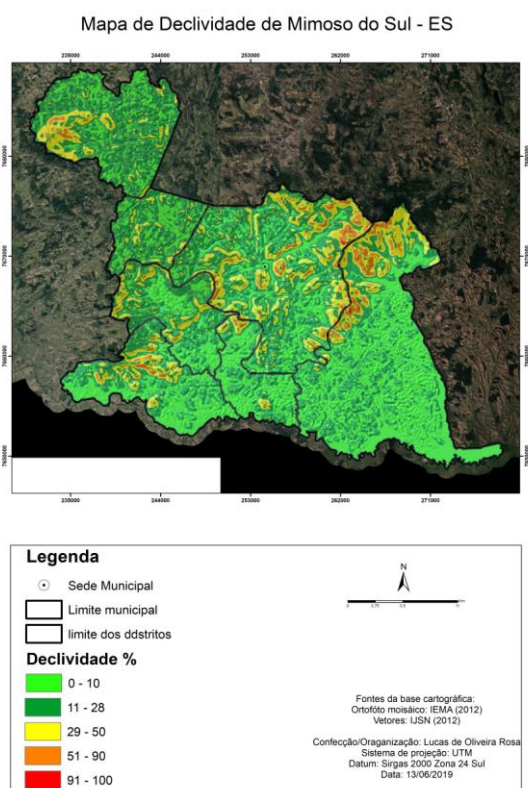 Mapa de Declividade de Mimoso do Sul - ES
235000 244000 253000 262000 271000
7660000
235000 244000 253000 262000 271000
Legenda
Sede Municipal
Limite municipal
limite dos ddstritos
Declividade %
0 - 10
11 - 28
29 - 50
51 - 90
91 - 100
N
Fontes da base cartográfica:
Ortofóto moisáico: IEMA (2012)
Vetores: IJSN (2012)
Confecção/Oraganização: Lucas de Oliveira Rosa
Sistema de projeção: UTM
Datum: Sirgas 2000 Zona 24 Sul
Data: 13/06/2019